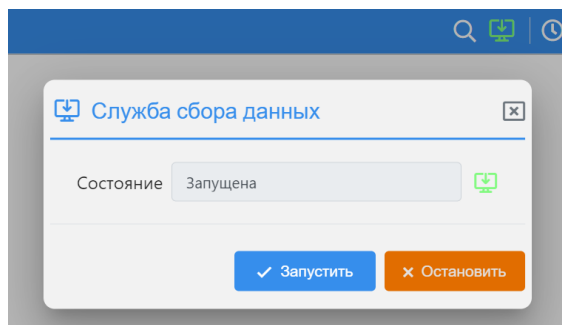 Служба сбора данных
Состояние Запущена
Запустить Остановить